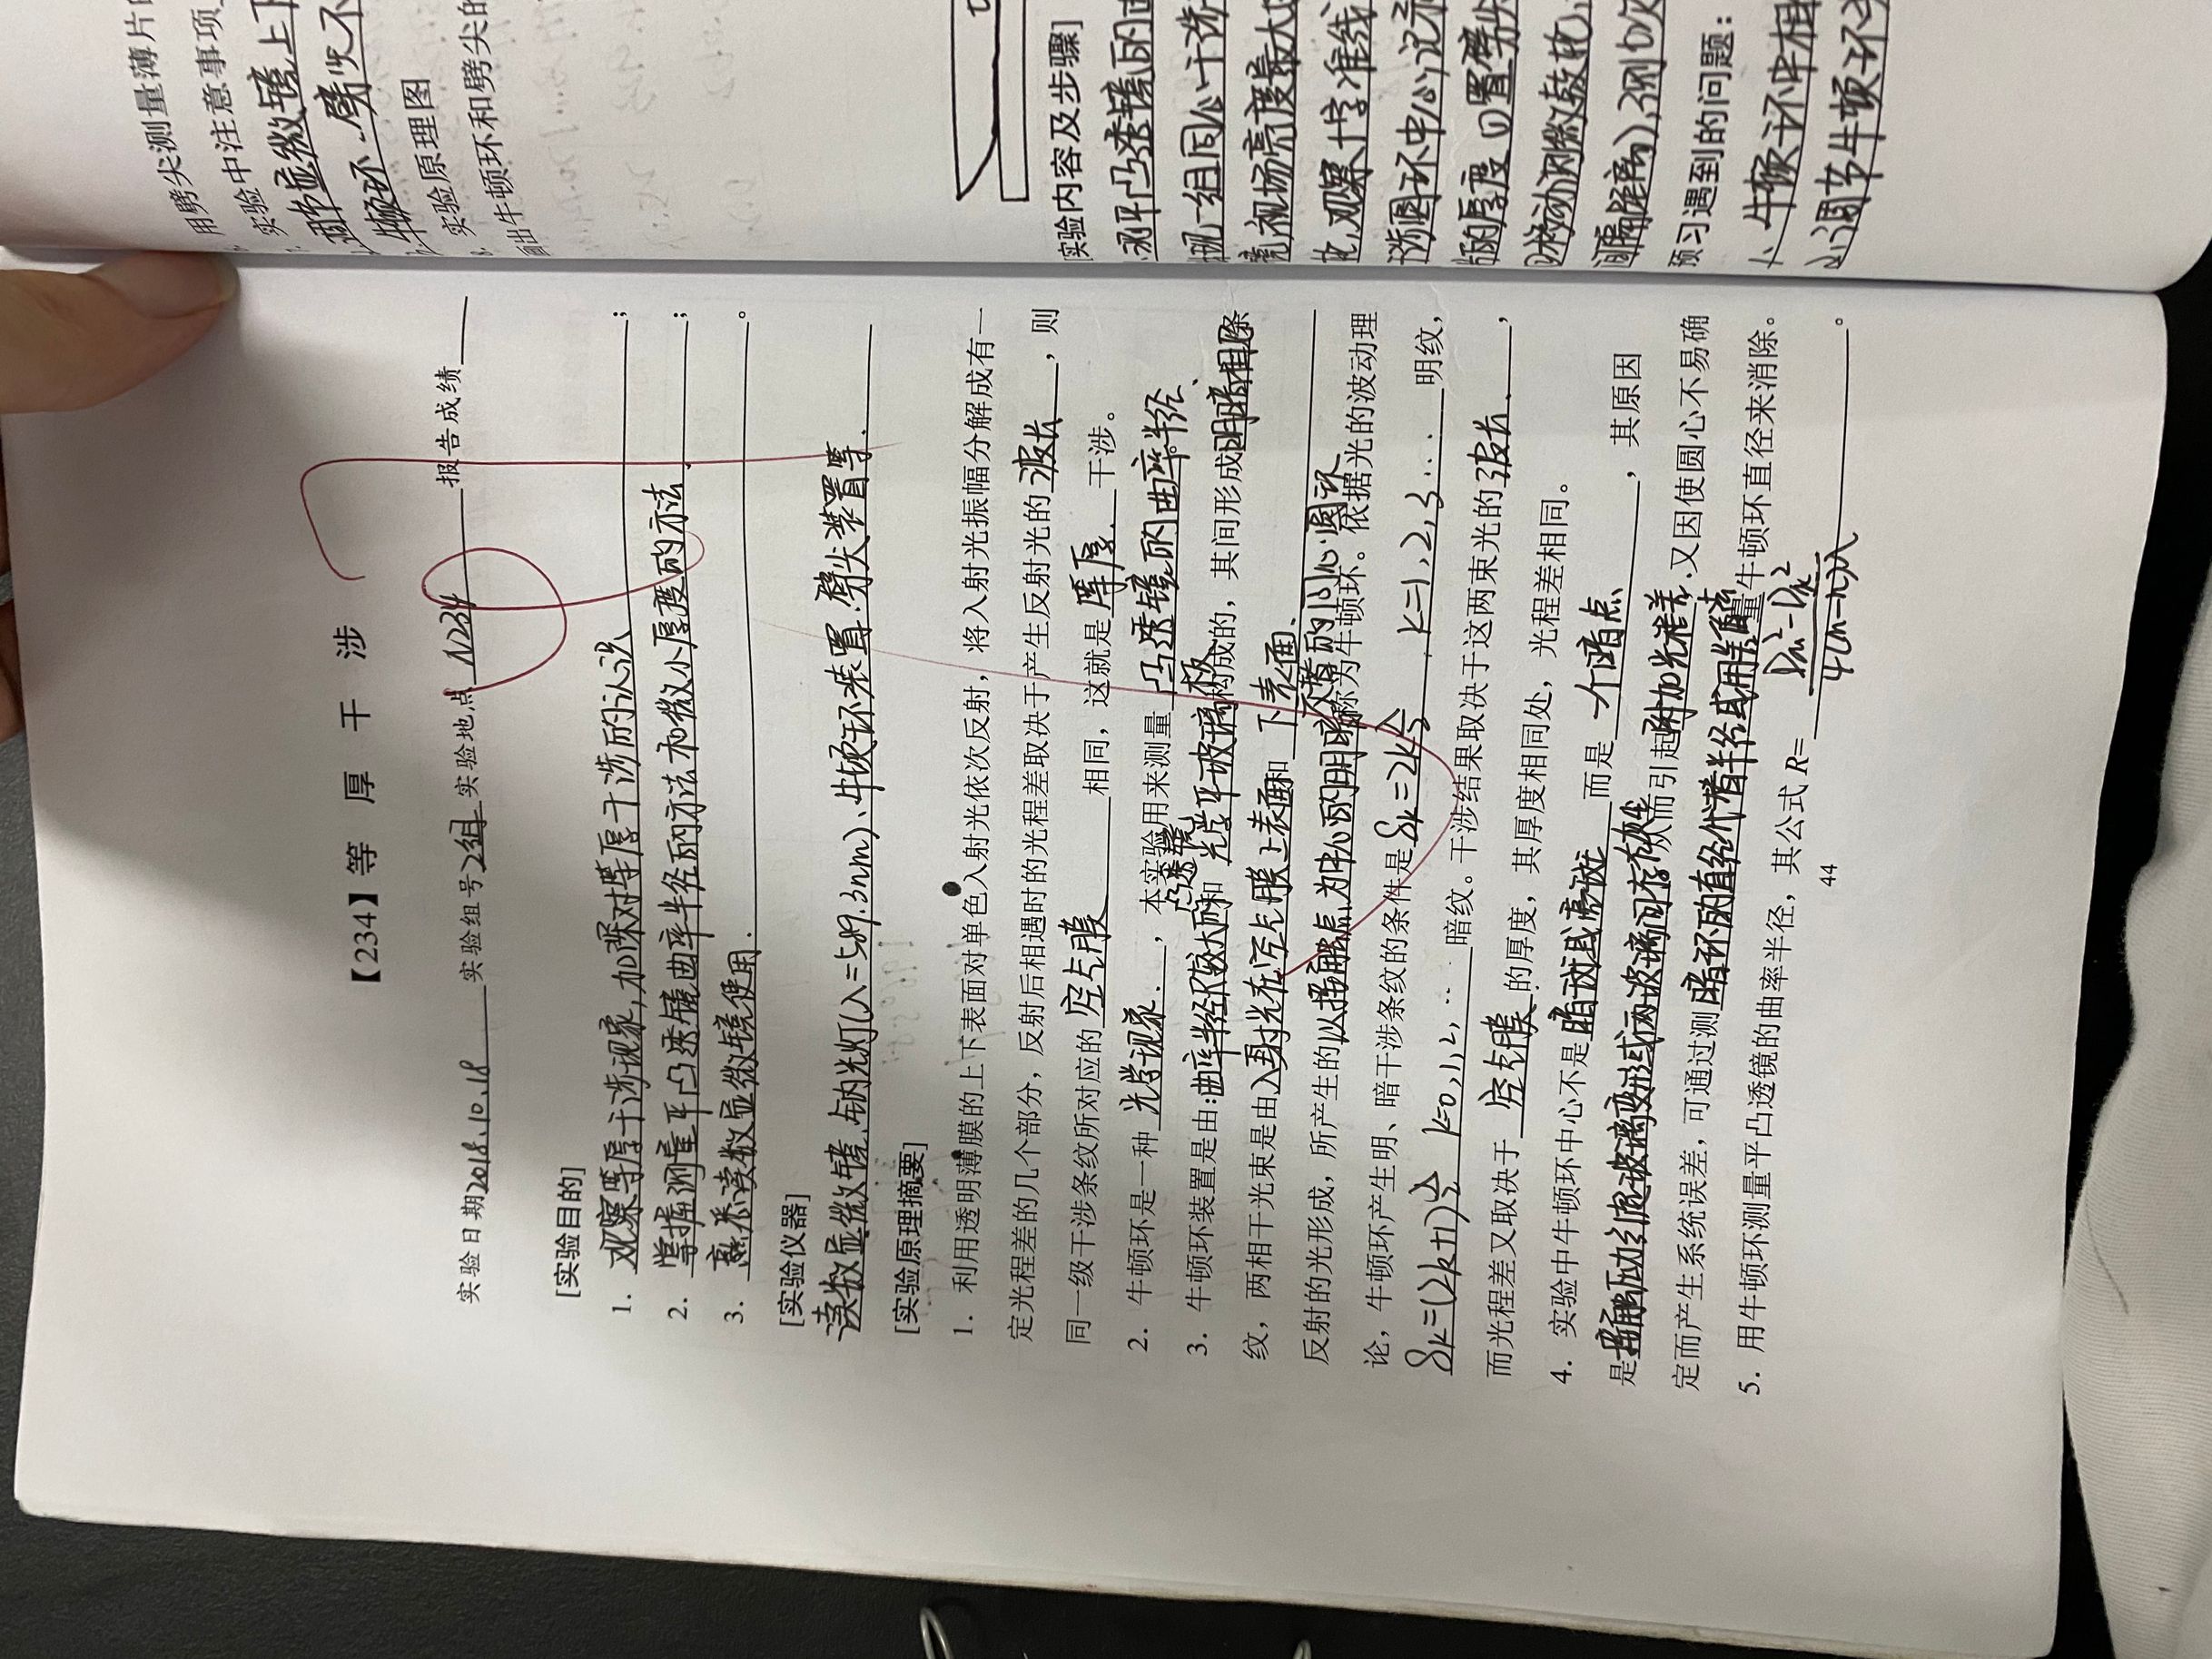 【234】等 厚 干 涉
实验日期2018.10.18 实验组号2组 实验地点N234 报告成绩
[实验目的]
1. 观察等厚干涉现象,加深对等厚干涉的认识;
2. 掌握测量平凸透镜曲率半径的方法和微小厚度的方法;
3. 熟悉读数显微镜使用.。
[实验仪器]
读数显微镜、钠光灯(λ=589.3nm)、牛顿环装置、劈尖装置等.
[实验原理摘要]
1. 利用透明薄膜的上下表面对单色入射光依次反射,将入射光振幅分解成有一
定光程差的几个部分,反射后相遇时的光程差取决于产生反射光的波长,则
同一级干涉条纹所对应的空气膜相同,这就是等厚.干涉。
2. 牛顿环是一种光学现象.,本实验用来测量凸透镜的曲率半径.
3. 牛顿环装置是由:曲率半径R较大的凸透镜和光学平玻璃板构成的,其间形成明暗相间条
纹,两相干光束是由入射光在空气膜上表面和下表面.
反射的光形成,所产生的以接触点为中心的明暗交替的同心圆环称为牛顿环。依据光的波动理
论,牛顿环产生明、暗干涉条纹的条件是δk=2kλ/2,k=1,2,3…明纹,
δk=(2k+1)λ/2 k=0,1,2,…暗纹。干涉结果取决于这两束光的波长.,
而光程差又取决于空气膜的厚度,其厚度相同处,光程差相同。
4. 实验中牛顿环中心不是暗斑或亮斑而是一个暗点,其原因
是接触压力引起玻璃变形或两玻璃间存有灰尘从而引起附加光程差.又因使圆心不易确
定而产生系统误差,可通过测暗环的直径代替半径或用量牛顿环直径来消除。
5. 用牛顿环测量平凸透镜的曲率半径,其公式 R=(Dm²-Dn²)/4(m-n)λ。
44
用劈尖测量薄片
实验中注意事项
调节显微镜上下
牛顿环、劈尖不
8. 实验原理图
画出牛顿环和劈尖的
[实验内容及步骤]
测平凸透镜的曲
现一组同心干涉
镜,视场亮度最大
观察十字准线
干涉圆环中心,记录
的厚度 ①置劈尖
②移动测微鼓轮,
预习遇到的问题:
1、牛顿环中相
2、调节牛顿环